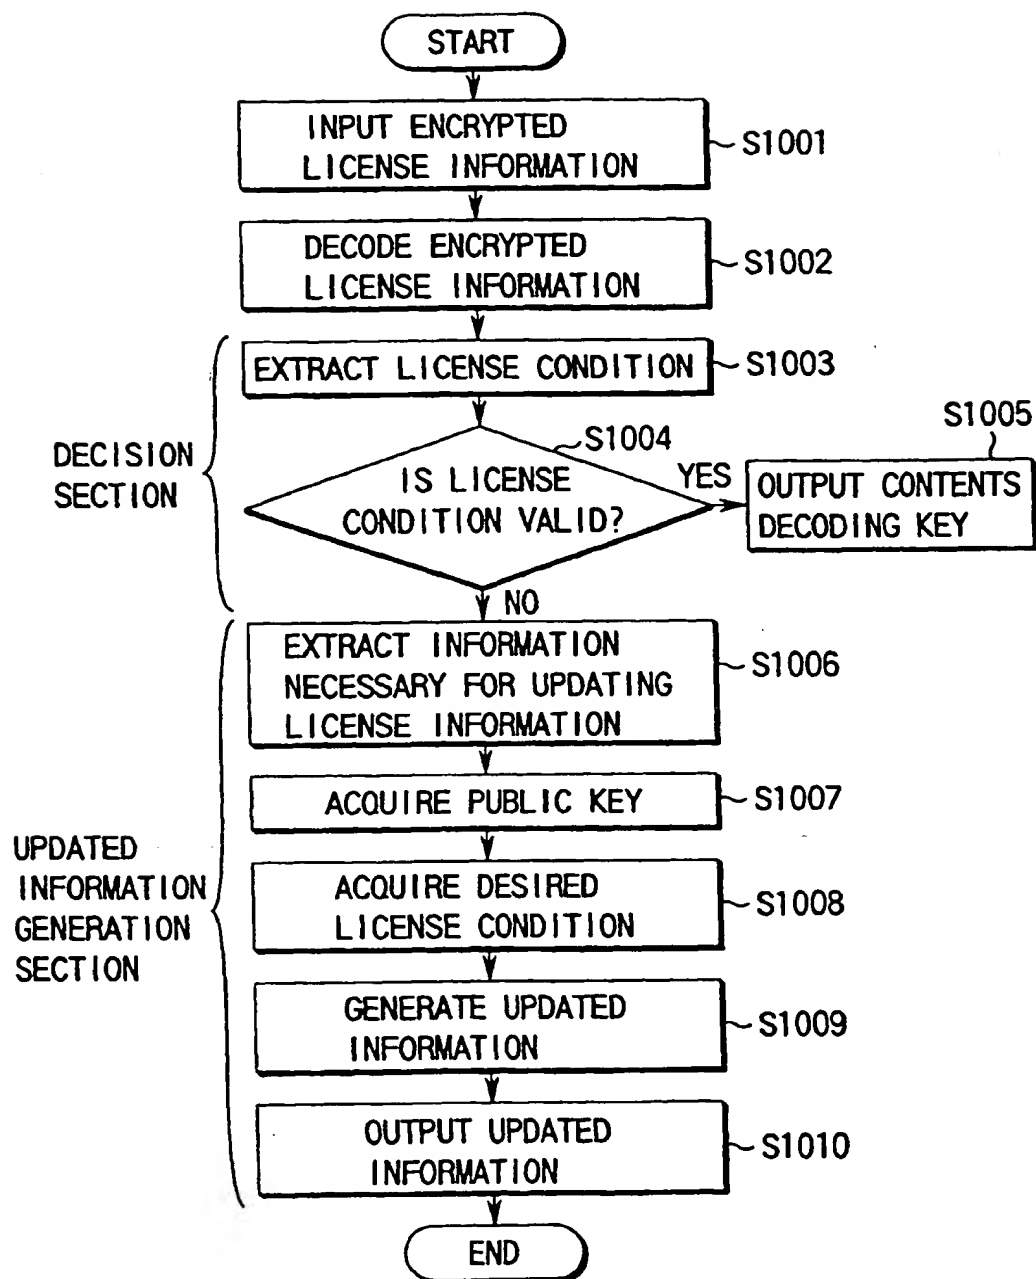 START
INPUT ENCRYPTED
LICENSE INFORMATION
S1001
DECODE ENCRYPTED
LICENSE INFORMATION
S1002
EXTRACT LICENSE CONDITION
S1003
DECISION
SECTION
S1004
IS LICENSE
CONDITION VALID?
YES
S1005
OUTPUT CONTENTS
DECODING KEY
NO
EXTRACT INFORMATION
NECESSARY FOR UPDATING
LICENSE INFORMATION
S1006
ACQUIRE PUBLIC KEY
S1007
UPDATED
INFORMATION
GENERATION
SECTION
ACQUIRE DESIRED
LICENSE CONDITION
S1008
GENERATE UPDATED
INFORMATION
S1009
OUTPUT UPDATED
INFORMATION
S1010
END